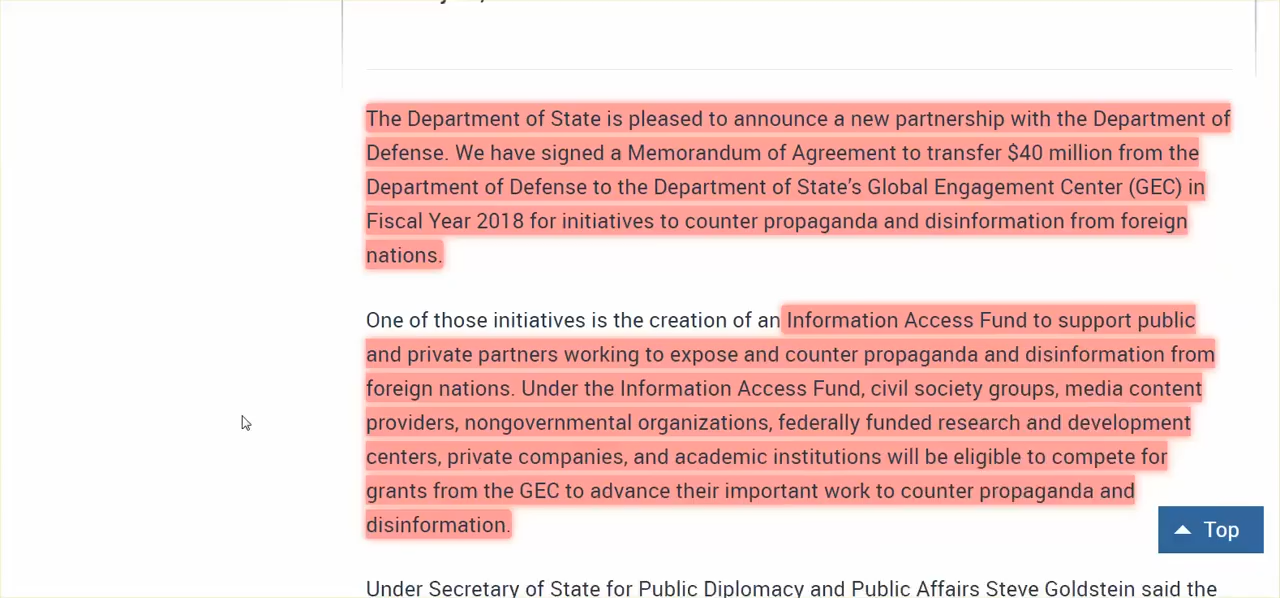 The Department of State is pleased to announce a new partnership with the Department of
Defense. We have signed a Memorandum of Agreement to transfer $40 million from the
Department of Defense to the Department of State's Global Engagement Center (GEC) in
Fiscal Year 2018 for initiatives to counter propaganda and disinformation from foreign
nations.
One of those initiatives is the creation of an Information Access Fund to support public
and private partners working to expose and counter propaganda and disinformation from
foreign nations. Under the Information Access Fund, civil society groups, media content
providers, nongovernmental organizations, federally funded research and development
centers, private companies, and academic institutions will be eligible to compete for
grants from the GEC to advance their important work to counter propaganda and
disinformation.
Top
Under Secretary of State for Public Diplomacy and Public Affairs Steve Goldstein said the